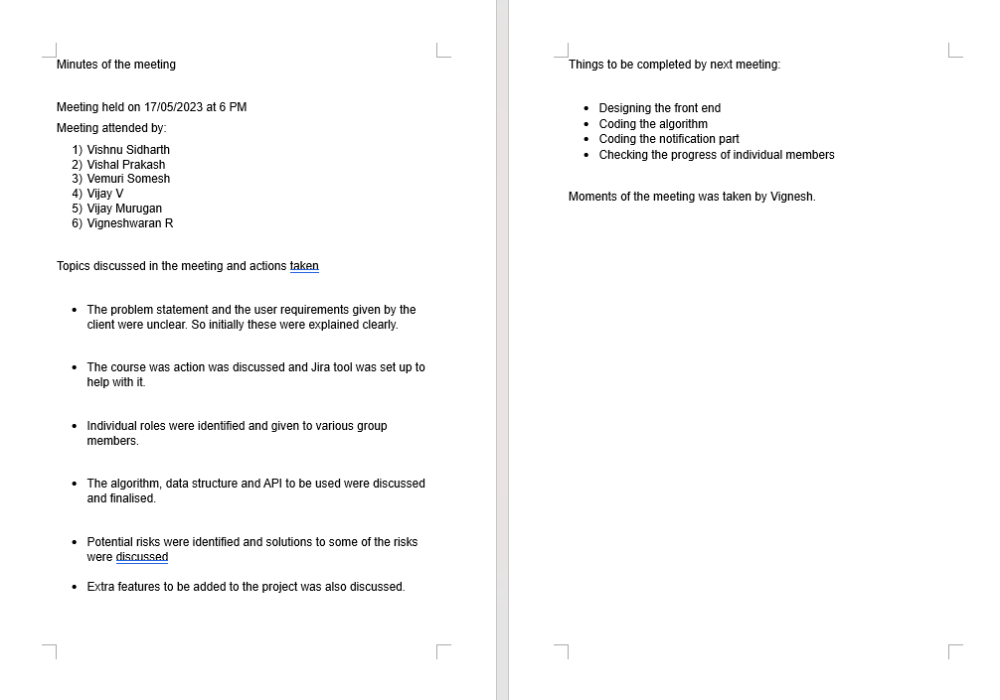 Minutes of the meeting
Meeting held on 17/05/2023 at 6 PM
Meeting attended by:
1) Vishnu Sidharth
2) Vishal Prakash
3) Vemuri Somesh
4) Vijay V
5) Vijay Murugan
6) Vigneshwaran R
Topics discussed in the meeting and actions taken
• The problem statement and the user requirements given by the
client were unclear. So initially these were explained clearly.
• The course was action was discussed and Jira tool was set up to
help with it.
• Individual roles were identified and given to various group
members.
• The algorithm, data structure and API to be used were discussed
and finalised.
• Potential risks were identified and solutions to some of the risks
were discussed
• Extra features to be added to the project was also discussed.
Things to be completed by next meeting:
• Designing the front end
• Coding the algorithm
• Coding the notification part
• Checking the progress of individual members
Moments of the meeting was taken by Vignesh.